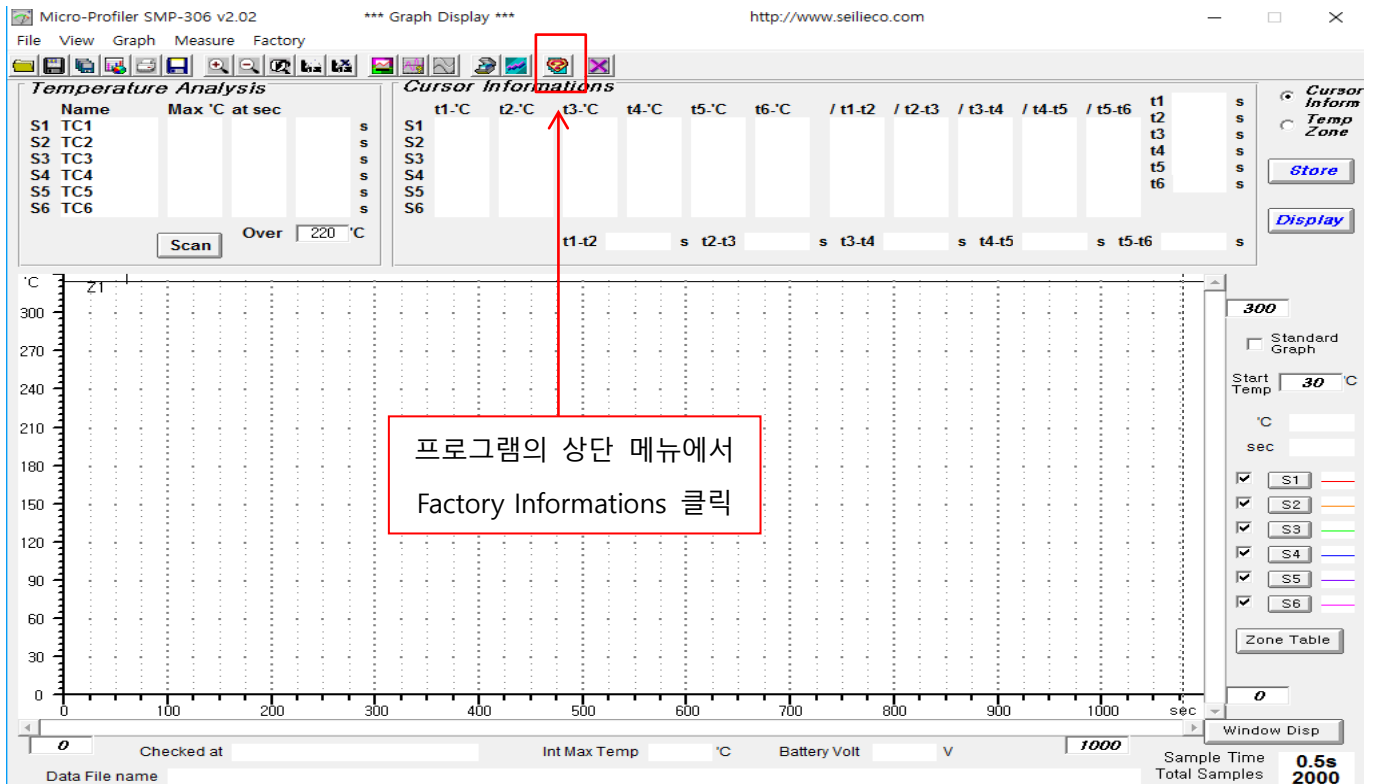 Micro-Profiler SMP-306 v2.02 *** Graph Display *** http://www.seilieco.com
File View Graph Measure Factory
Temperature Analysis
Name Max 'C at sec
S1 TC1 s
S2 TC2 s
S3 TC3 s
S4 TC4 s
S5 TC5 s
S6 TC6 s
Scan Over 220 'C
Cursor Informations
t1-'C t2-'C t3-'C t4-'C t5-'C t6-'C / t1-t2 / t2-t3 / t3-t4 / t4-t5 / t5-t6
S1
S2
S3
S4
S5
S6
t1 s
t2 s
t3 s
t4 s
t5 s
t6 s
t1-t2 s t2-t3 s t3-t4 s t4-t5 s t5-t6 s
Cursor
Inform
Temp
Zone
Store
Display
'C
Z1
300
270
240
210
180
150
120
90
60
30
0
0 100 200 300 400 500 600 700 800 900 1000 sec
프로그램의 상단 메뉴에서
Factory Informations 클릭
300
Standard
Graph
Start
Temp 30 'C
'C
sec
S1
S2
S3
S4
S5
S6
Zone Table
0
Window Disp
0 Checked at Int Max Temp 'C Battery Volt V 1000
Data File name
Sample Time 0.5s
Total Samples 2000